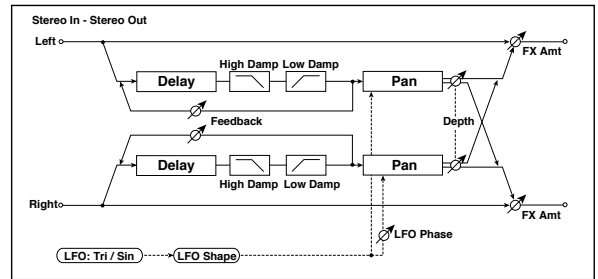 Stereo In - Stereo Out
Left
FX Amt
High Damp Low Damp
Delay
Pan
Feedback
Depth
Delay
Pan
High Damp Low Damp
Right
FX Amt
LFO Phase
LFO: Tri / Sin
LFO Shape